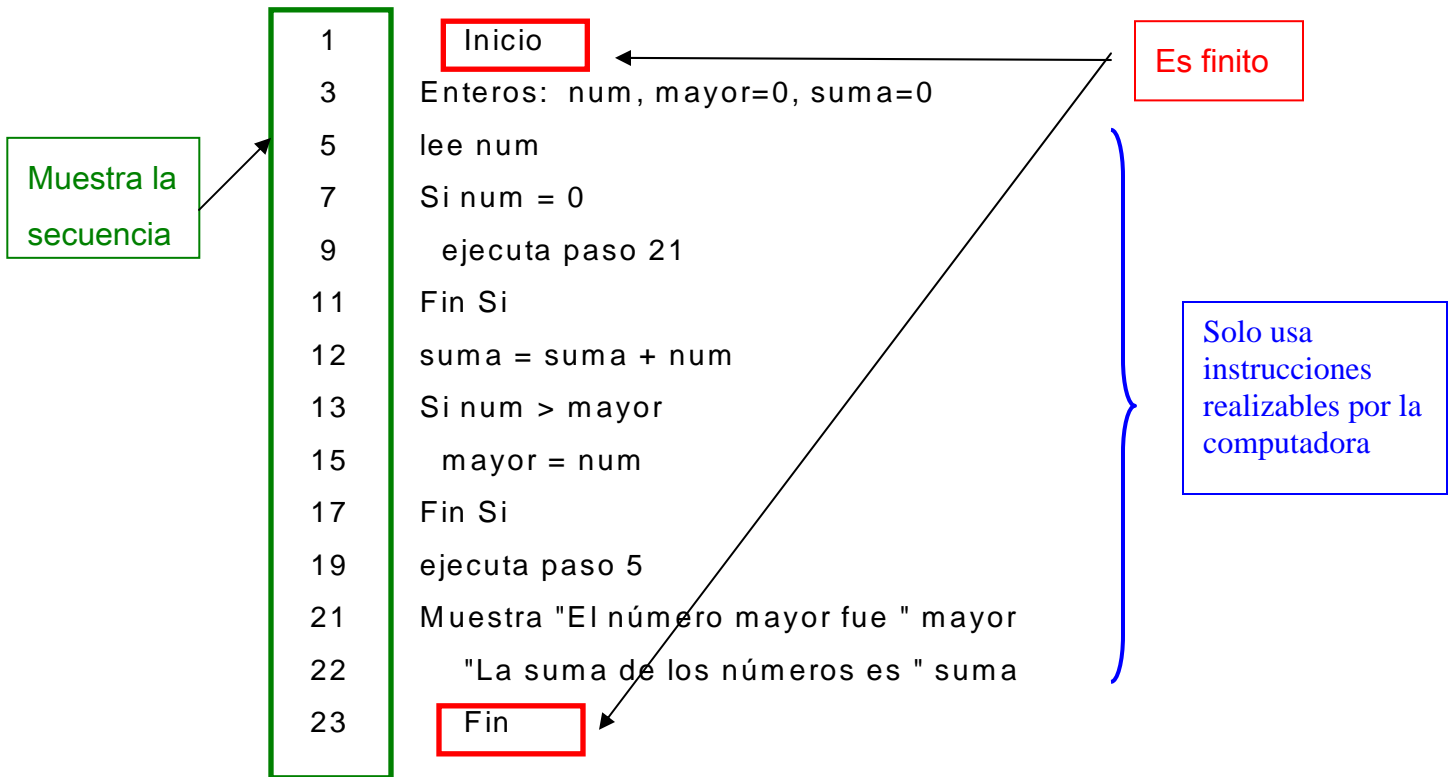 1 Inicio
Es finito
3 Enteros: num, mayor=0, suma=0
5 lee num
Muestra la
secuencia
7 Si num = 0
9 ejecuta paso 21
11 Fin Si
12 suma = suma + num
13 Si num > mayor
15 mayor = num
17 Fin Si
19 ejecuta paso 5
21 Muestra "El número mayor fue " mayor
22 "La suma de los números es " suma
23 Fin
Solo usa
instrucciones
realizables por la
computadora